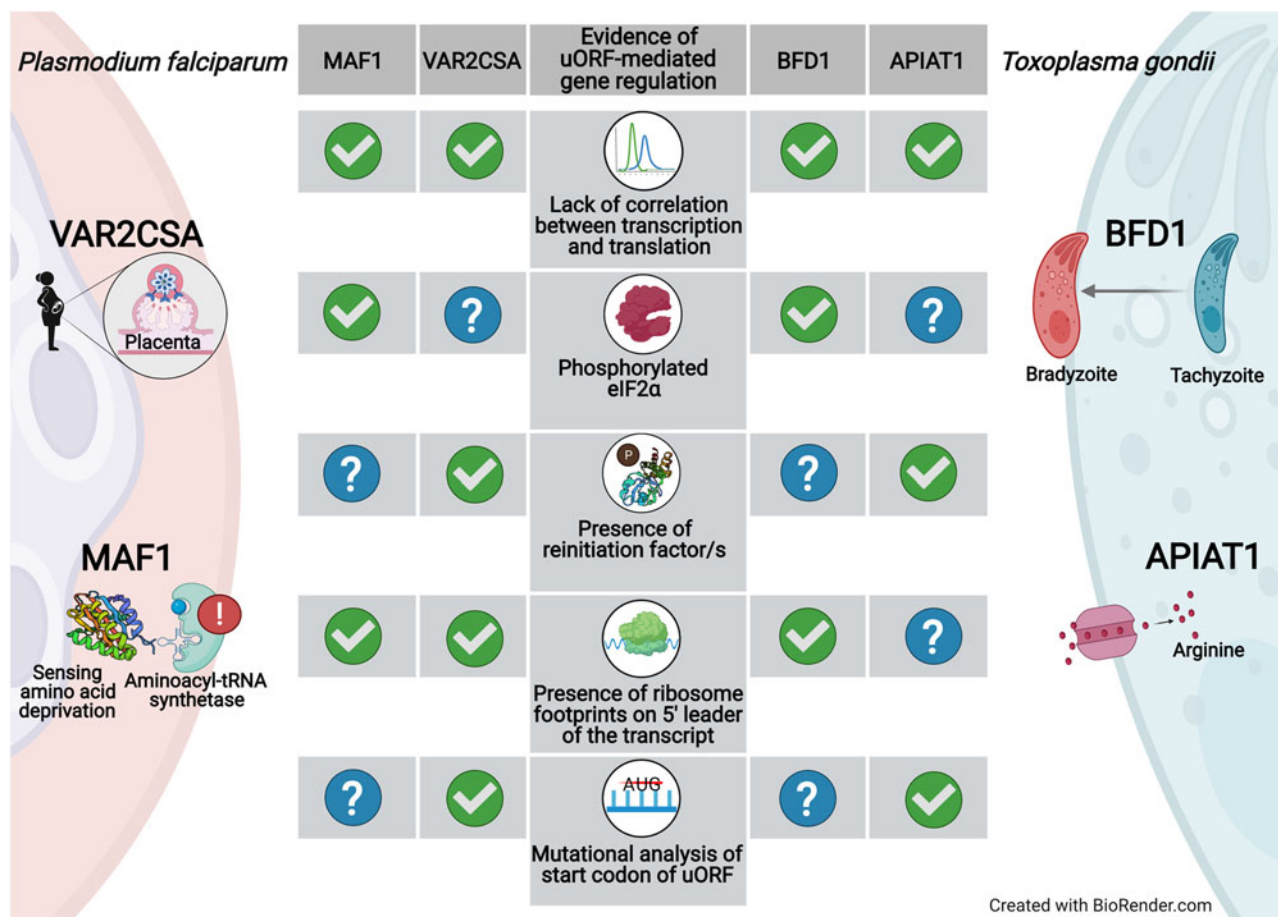 Plasmodium falciparum
MAF1
VAR2CSA
Evidence of
uORF-mediated
gene regulation
BFD1
APIAT1
Toxoplasma gondii
Lack of correlation
between transcription
and translation
VAR2CSA
Placenta
BFD1
Bradyzoite
Tachyzoite
?
?
Phosphorylated
eIF2α
?
P
?
Presence of
reinitiation factor/s
MAF1
!
Sensing
amino acid
deprivation
Aminoacyl-tRNA
synthetase
?
Presence of ribosome
footprints on 5' leader
of the transcript
APIAT1
Arginine
?
AUG
?
Mutational analysis of
start codon of uORF
Created with BioRender.com